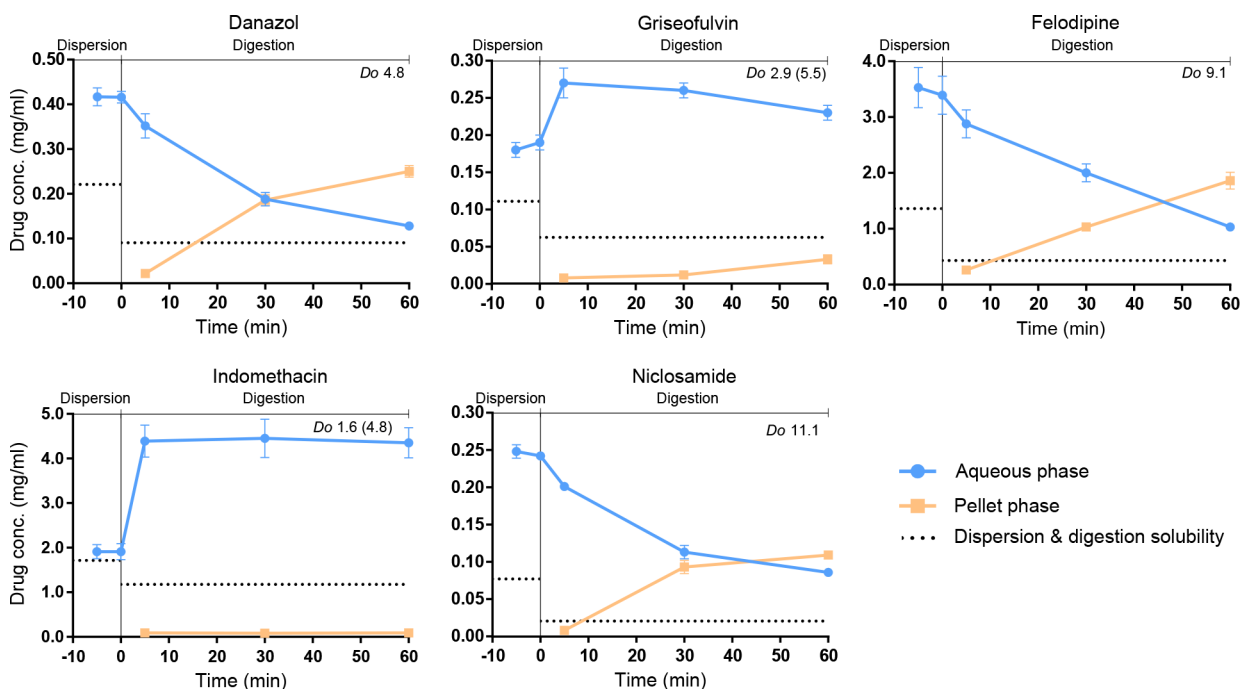 Danazol
Dispersion Digestion
Do 4.8
Drug conc. (mg/ml)
0.50
0.40
0.30
0.20
0.10
0.00
-10 0 10 20 30 40 50 60
Time (min)
Griseofulvin
Dispersion Digestion
Do 2.9 (5.5)
0.30
0.25
0.20
0.15
0.10
0.05
0.00
-10 0 10 20 30 40 50 60
Time (min)
Felodipine
Dispersion Digestion
Do 9.1
4.0
3.0
2.0
1.0
0.0
-10 0 10 20 30 40 50 60
Time (min)
Indomethacin
Dispersion Digestion
Do 1.6 (4.8)
Drug conc. (mg/ml)
5.0
4.0
3.0
2.0
1.0
0.0
-10 0 10 20 30 40 50 60
Time (min)
Niclosamide
Dispersion Digestion
Do 11.1
0.30
0.25
0.20
0.15
0.10
0.05
0.00
-10 0 10 20 30 40 50 60
Time (min)
Aqueous phase
Pellet phase
Dispersion & digestion solubility